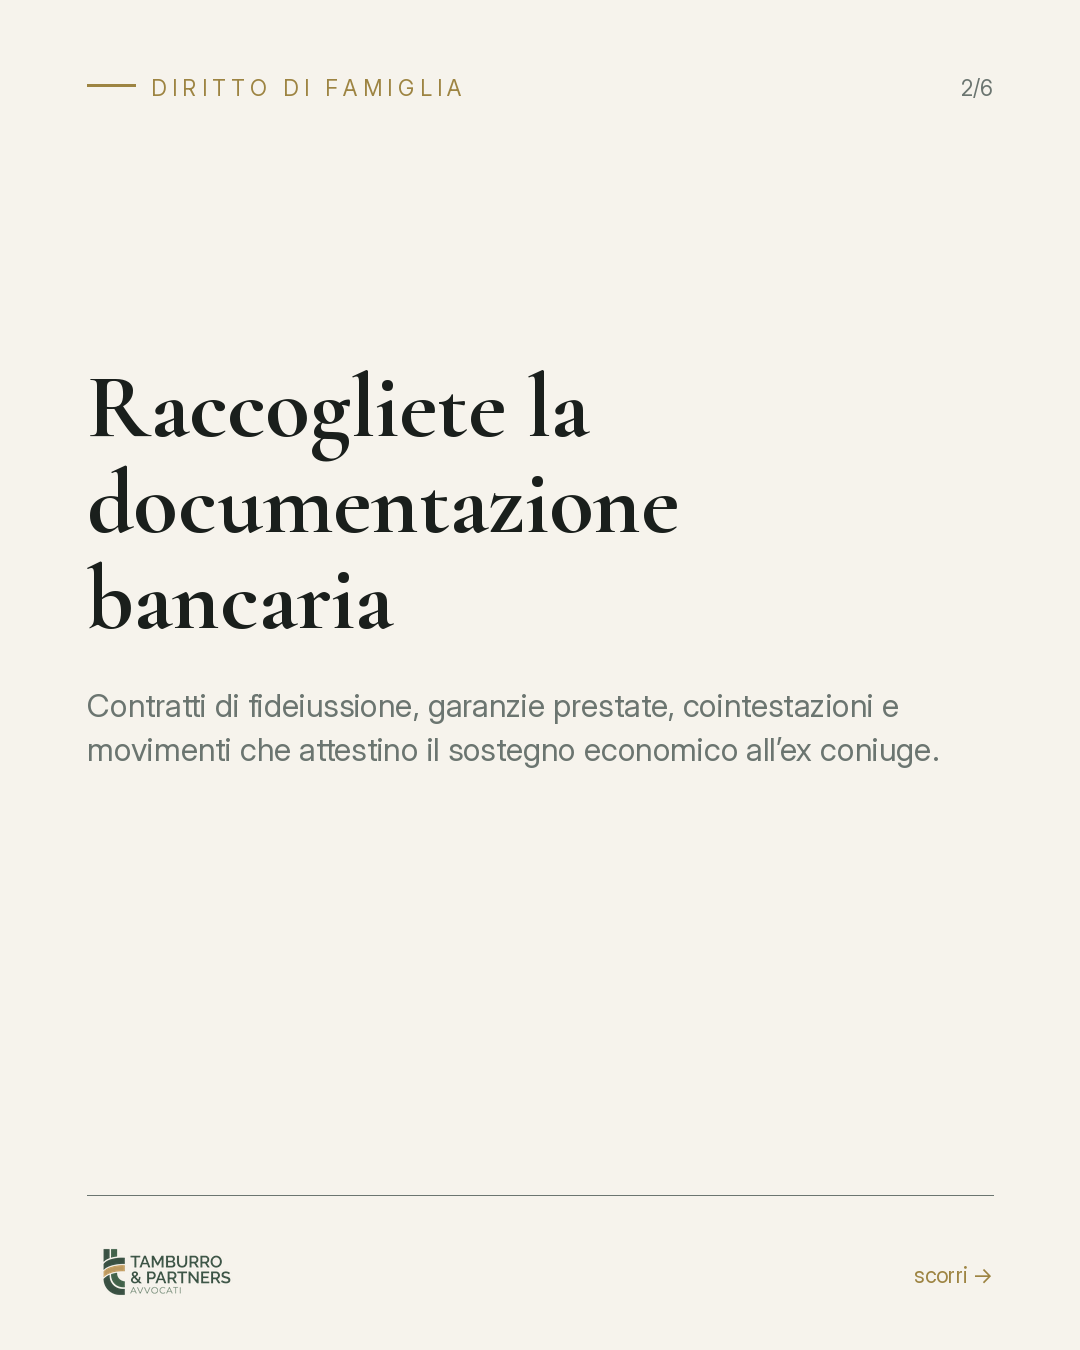 DIRITTO DI FAMIGLIA
2/6
Raccogliete la
documentazione
bancaria
Contratti di fideiussione, garanzie prestate, cointestazioni e
movimenti che attestino il sostegno economico all’ex coniuge.
TAMBURRO
& PARTNERS
AVVOCATI
scorri →